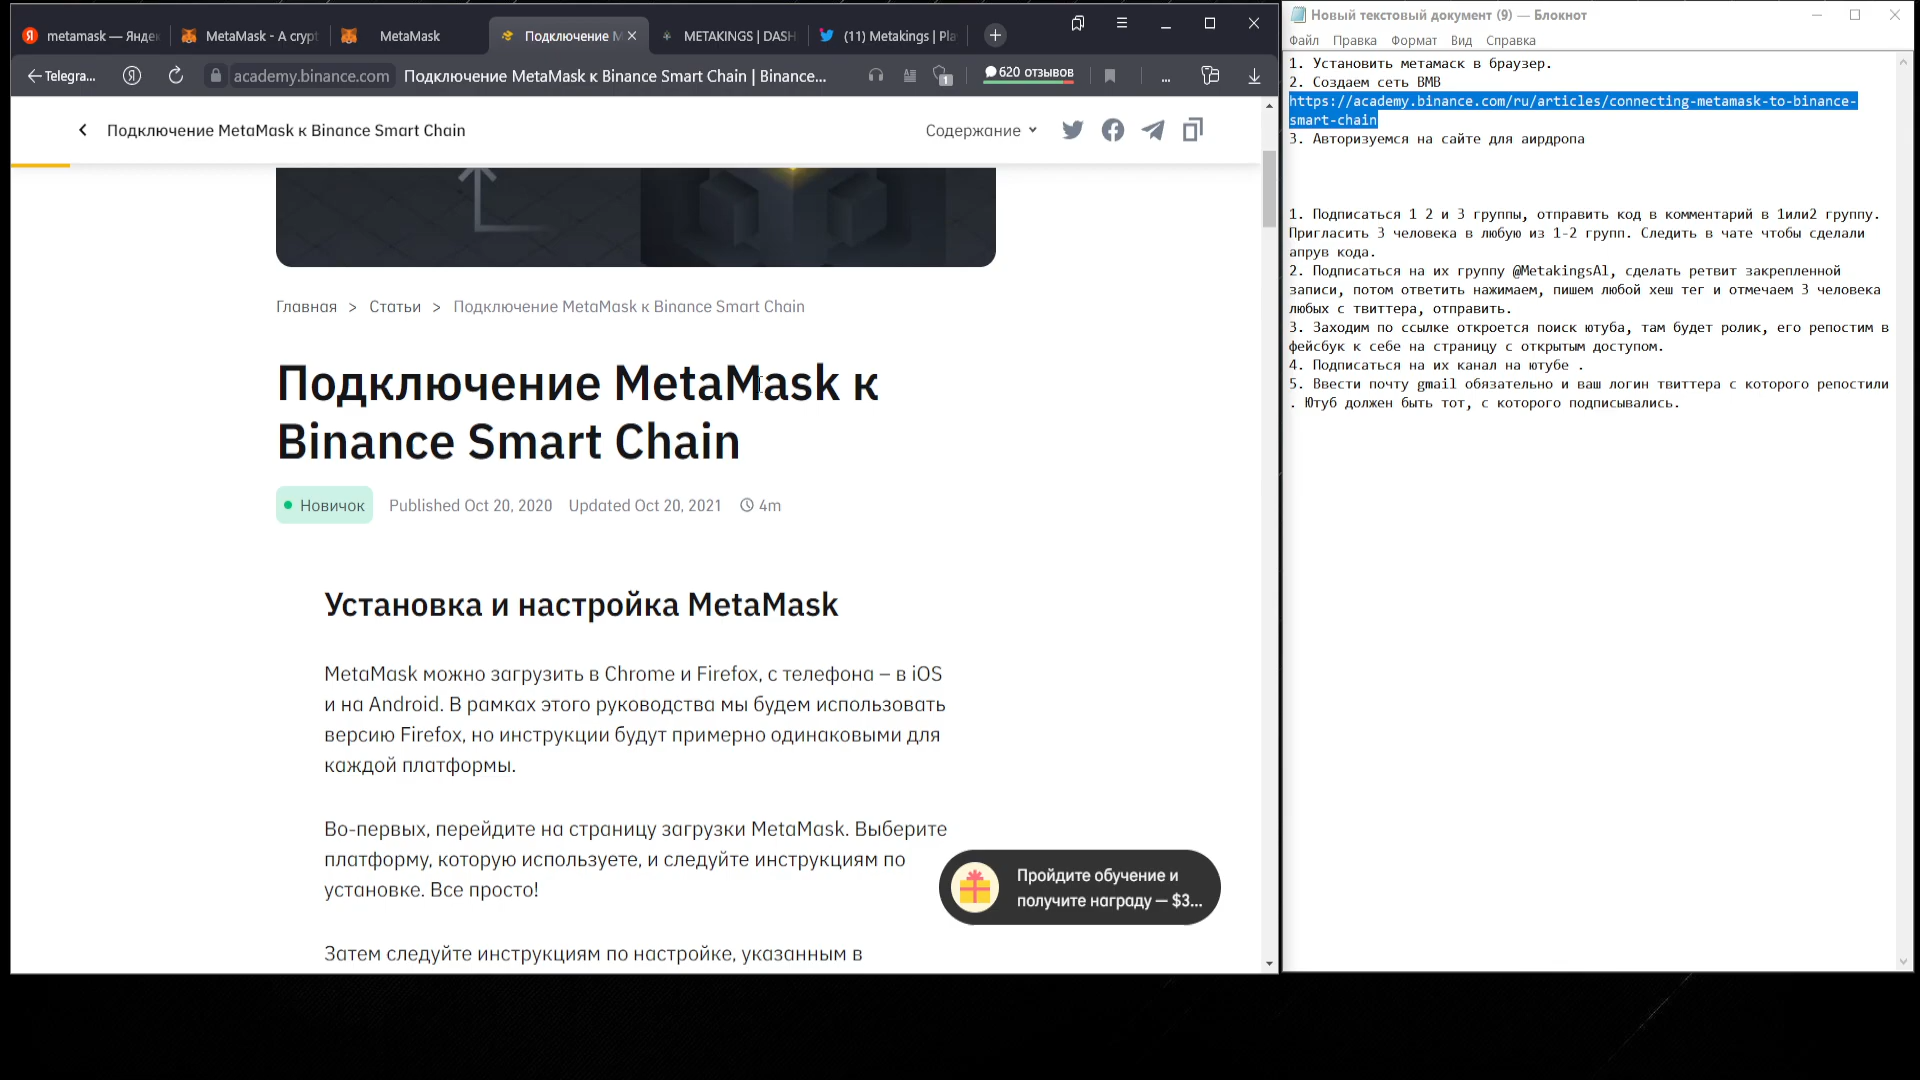 metamask — Янде
MetaMask - A crypt
MetaMask
Подключение M
METAKINGS | DASH
(11) Metakings | Pla
Telegra...
academy.binance.com
Подключение MetaMask к Binance Smart Chain | Binance...
1
620 отзывов
...
Подключение MetaMask к Binance Smart Chain
Содержание
Главная > Статьи > Подключение MetaMask к Binance Smart Chain
Подключение MetaMask к
Binance Smart Chain
Новичок Published Oct 20, 2020 Updated Oct 20, 2021 4m
Установка и настройка MetaMask
MetaMask можно загрузить в Chrome и Firefox, с телефона – в iOS
и на Android. В рамках этого руководства мы будем использовать
версию Firefox, но инструкции будут примерно одинаковыми для
каждой платформы.
Во-первых, перейдите на страницу загрузки MetaMask. Выберите
платформу, которую используете, и следуйте инструкциям по
установке. Все просто!
Затем следуйте инструкциям по настройке, указанным в
Пройдите обучение и
получите награду — $3...
Новый текстовый документ (9) — Блокнот
Файл Правка Формат Вид Справка
1. Установить метамаск в браузер.
2. Создаем сеть BMB
https://academy.binance.com/ru/articles/connecting-metamask-to-binance-
smart-chain
3. Авторизуемся на сайте для аирдропа
1. Подписаться 1 2 и 3 группы, отправить код в комментарий в 1или2 группу.
Пригласить 3 человека в любую из 1-2 групп. Следить в чате чтобы сделали
апрув кода.
2. Подписаться на их группу @MetakingsAl, сделать ретвит закрепленной
записи, потом ответить нажимаем, пишем любой хеш тег и отмечаем 3 человека
любых с твиттера, отправить.
3. Заходим по ссылке откроется поиск ютуба, там будет ролик, его репостим в
фейсбук к себе на страницу с открытым доступом.
4. Подписаться на их канал на ютубе .
5. Ввести почту gmail обязательно и ваш логин твиттера с которого репостили
. Ютуб должен быть тот, с которого подписывались.